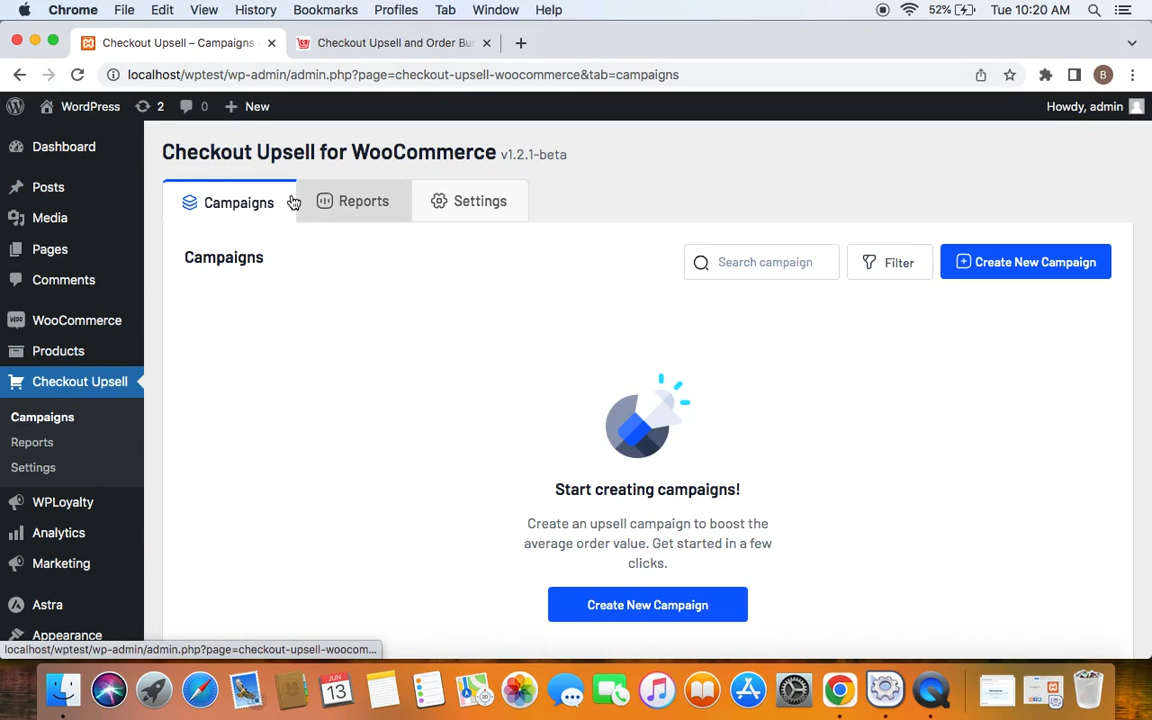 Chrome File Edit View History Bookmarks Profiles Tab Window Help 52% Tue 10:20 AM
Checkout Upsell – Campaigns Checkout Upsell and Order Bu
localhost/wptest/wp-admin/admin.php?page=checkout-upsell-woocommerce&tab=campaigns B
WordPress 2 0 New Howdy, admin
Dashboard
Posts
Media
Pages
Comments
WooCommerce
Products
Checkout Upsell
Campaigns
Reports
Settings
WPLoyalty
Analytics
Marketing
Astra
Appearance
Checkout Upsell for WooCommerce v1.2.1-beta
Campaigns Reports Settings
Campaigns Search campaign Filter Create New Campaign
Start creating campaigns!
Create an upsell campaign to boost the
average order value. Get started in a few
clicks.
Create New Campaign
localhost/wptest/wp-admin/admin.php?page=checkout-upsell-woocom...
JUN
13